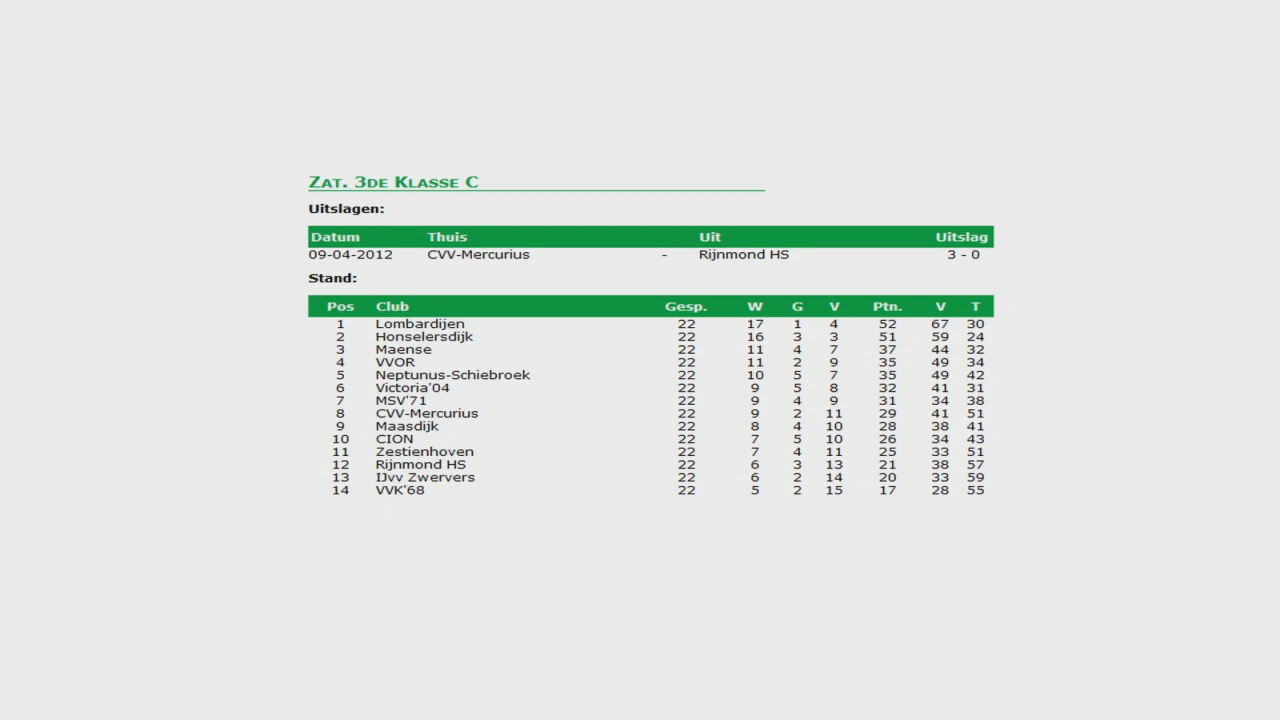 Zat. 3de Klasse C
Uitslagen:
Datum Thuis Uit Uitslag
09-04-2012 CVV-Mercurius - Rijnmond HS 3 - 0
Stand:
Pos Club Gesp. W G V Ptn. V T
1 Lombardijen 22 17 1 4 52 67 30
2 Honselersdijk 22 16 3 3 51 59 24
3 Maense 22 11 4 7 37 44 32
4 VVOR 22 11 2 9 35 49 34
5 Neptunus-Schiebroek 22 10 5 7 35 49 42
6 Victoria'04 22 9 5 8 32 41 31
7 MSV'71 22 9 4 9 31 34 38
8 CVV-Mercurius 22 9 2 11 29 41 51
9 Maasdijk 22 8 4 10 28 38 41
10 CION 22 7 5 10 26 34 43
11 Zestienhoven 22 7 4 11 25 33 51
12 Rijnmond HS 22 6 3 13 21 38 57
13 IJvv Zwervers 22 6 2 14 20 33 59
14 VVK'68 22 5 2 15 17 28 55